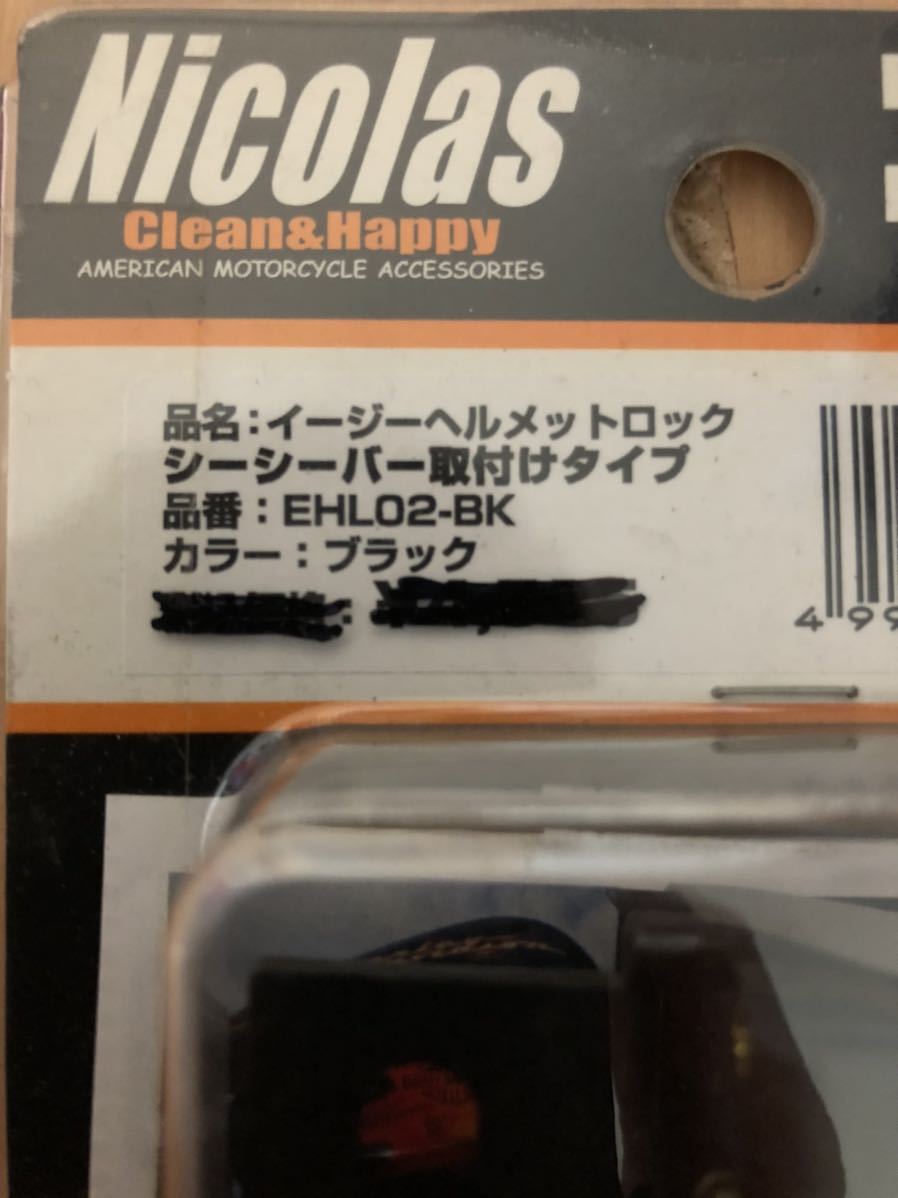 Nicolas
Clean&Happy
AMERICAN MOTORCYCLE ACCESSORIES
品名:イージーヘルメットロック
シーシーバー取付けタイプ
品番:EHL02-BK
カラー:ブラック
499